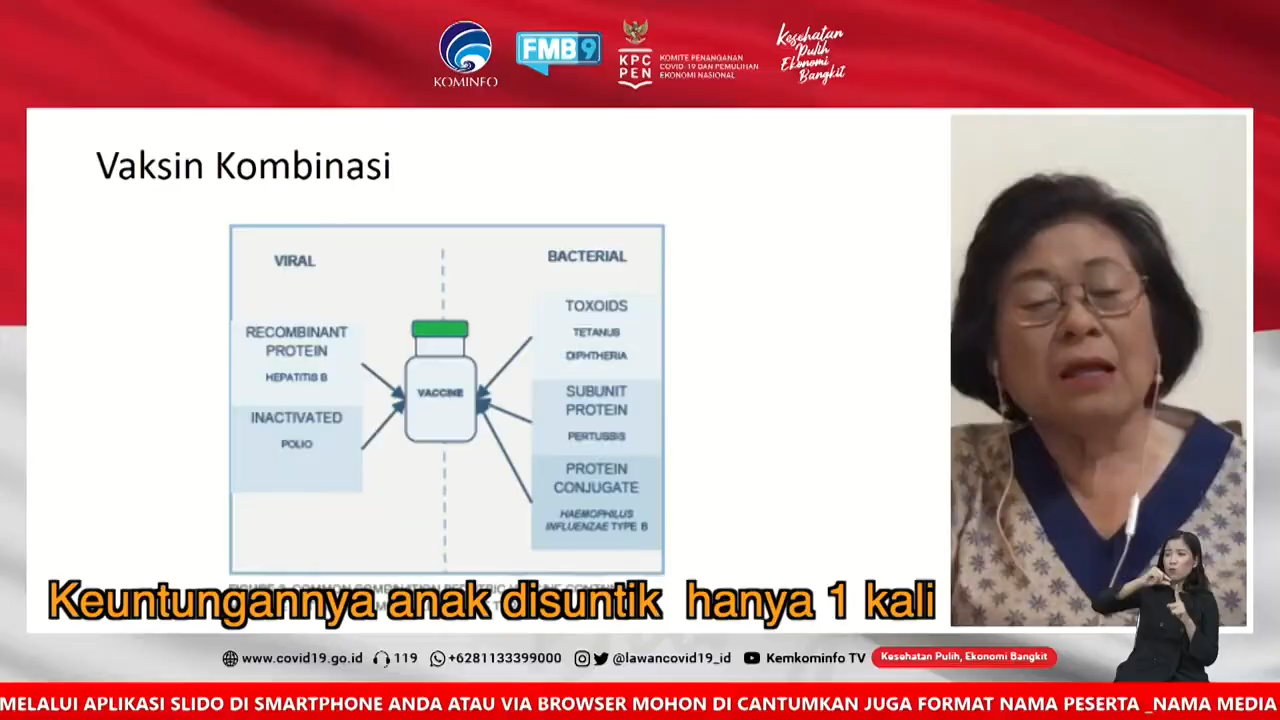 KOMINFO
FMB9
KPC
PEN
KOMITE PENANGANAN
COVID-19 DAN PEMULIHAN
EKONOMI NASIONAL
Kesehatan
Pulih
Ekonomi
Bangkit
Vaksin Kombinasi
VIRAL
BACTERIAL
RECOMBINANT
PROTEIN
HEPATITIS B
INACTIVATED
POLIO
VACCINE
TOXOIDS
TETANUS
DIPHTHERIA
SUBUNIT
PROTEIN
PERTUSSIS
PROTEIN
CONJUGATE
HAEMOPHILUS
INFLUENZAE TYPE B
Keuntungannya anak disuntik hanya 1 kali
www.covid19.go.id
119
+6281133399000
@lawancovid19_id
Kemkominfo TV
Kesehatan Pulih, Ekonomi Bangkit
MELALUI APLIKASI SLIDO DI SMARTPHONE ANDA ATAU VIA BROWSER MOHON DI CANTUMKAN JUGA FORMAT NAMA PESERTA _NAMA MEDIA